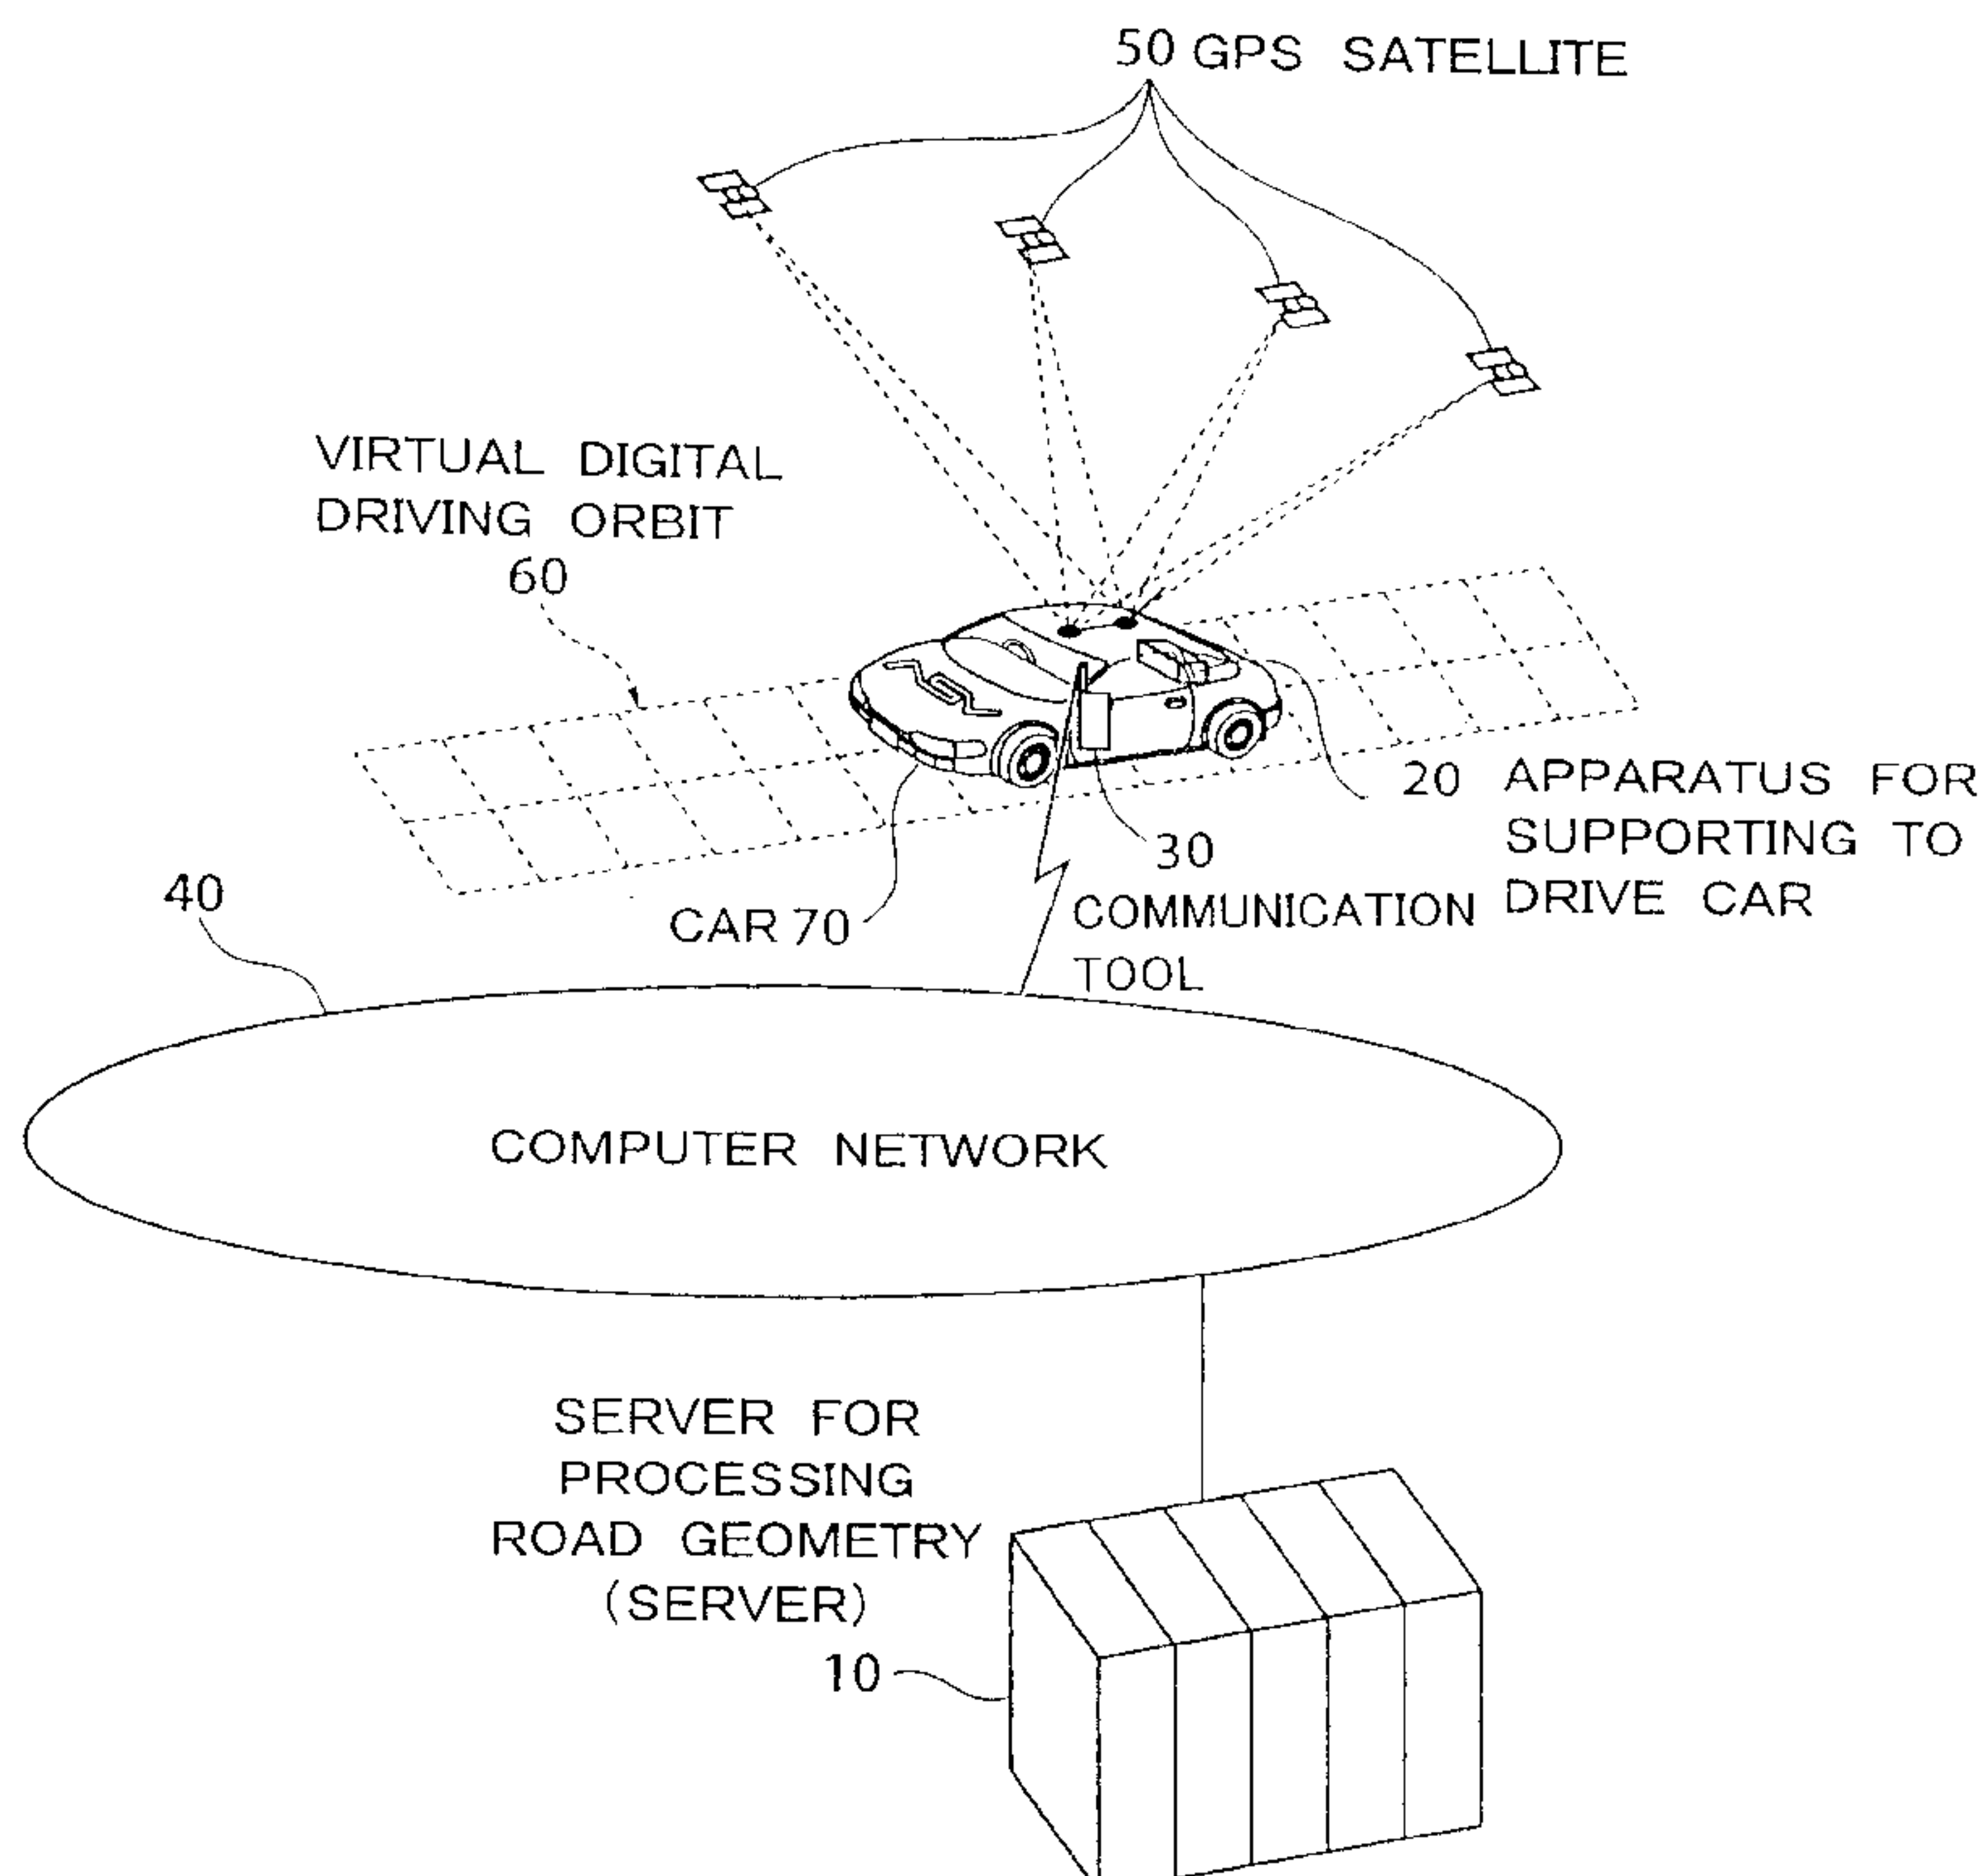 50 GPS SATELLITE
VIRTUAL DIGITAL
DRIVING ORBIT
60
20 APPARATUS FOR
SUPPORTING TO
DRIVE CAR
30
COMMUNICATION
TOOL
CAR 70
40
COMPUTER NETWORK
SERVER FOR
PROCESSING
ROAD GEOMETRY
(SERVER)
10